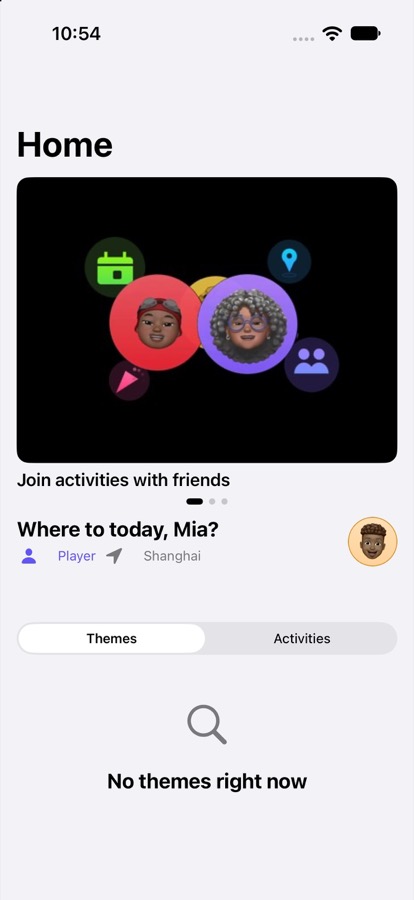 10:54
Home
Join activities with friends
Where to today, Mia?
Player Shanghai
Themes Activities
No themes right now